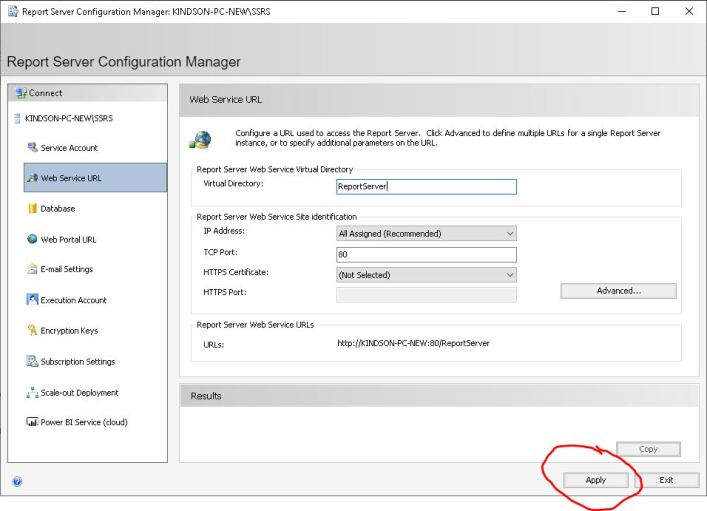 Report Server Configuration Manager: KINDSON-PC-NEW\SSRS
Report Server Configuration Manager
Connect
KINDSON-PC-NEW\SSRS
Service Account
Web Service URL
Database
Web Portal URL
E-mail Settings
Execution Account
Encryption Keys
Subscription Settings
Scale-out Deployment
Power BI Service (cloud)
Web Service URL
Configure a URL used to access the Report Server. Click Advanced to define multiple URLs for a single Report Server
instance, or to specify additional parameters on the URL.
Report Server Web Service Virtual Directory
Virtual Directory: ReportServer
Report Server Web Service Site identification
IP Address: All Assigned (Recommended)
TCP Port: 80
HTTPS Certificate: (Not Selected)
HTTPS Port:
Advanced...
Report Server Web Service URLs
URLs: http://KINDSON-PC-NEW:80/ReportServer
Results
Copy
Apply Exit